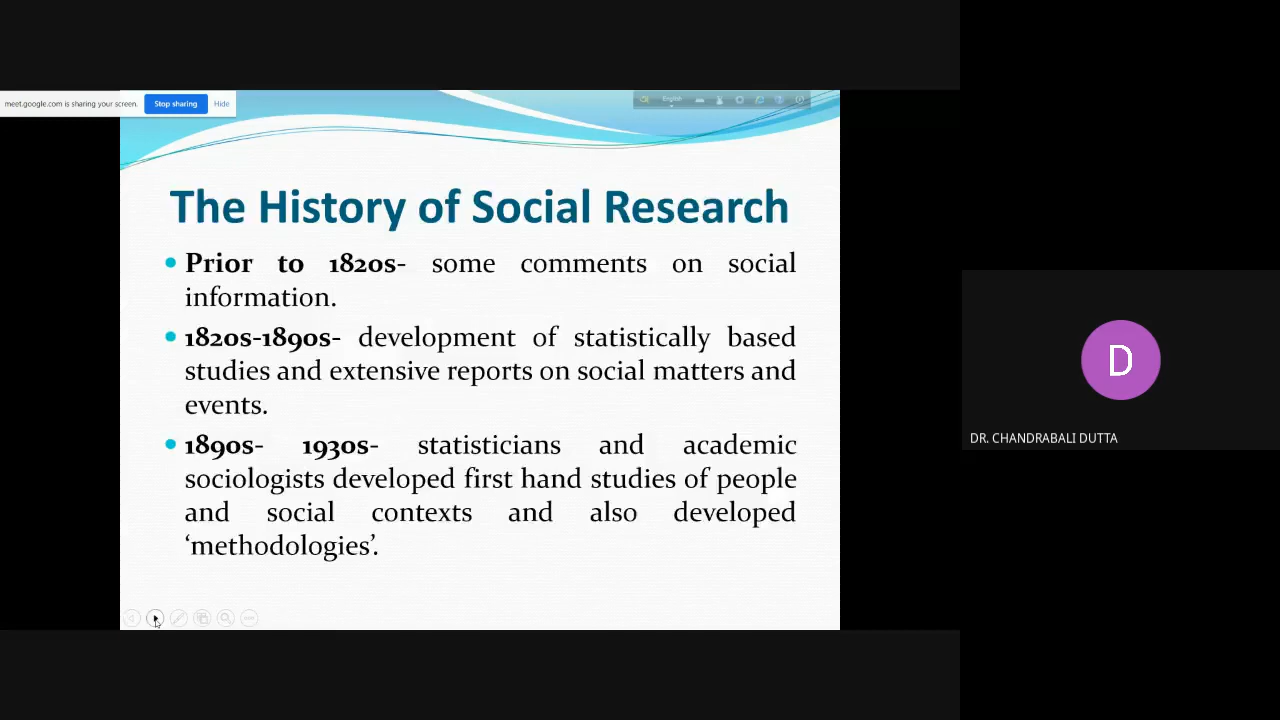 meet.google.com is sharing your screen.
Stop sharing
Hide
English
The History of Social Research
Prior to 1820s- some comments on social
information.
1820s-1890s- development of statistically based
studies and extensive reports on social matters and
events.
1890s- 1930s- statisticians and academic
sociologists developed first hand studies of people
and social contexts and also developed
‘methodologies’.
D
DR. CHANDRABALI DUTTA